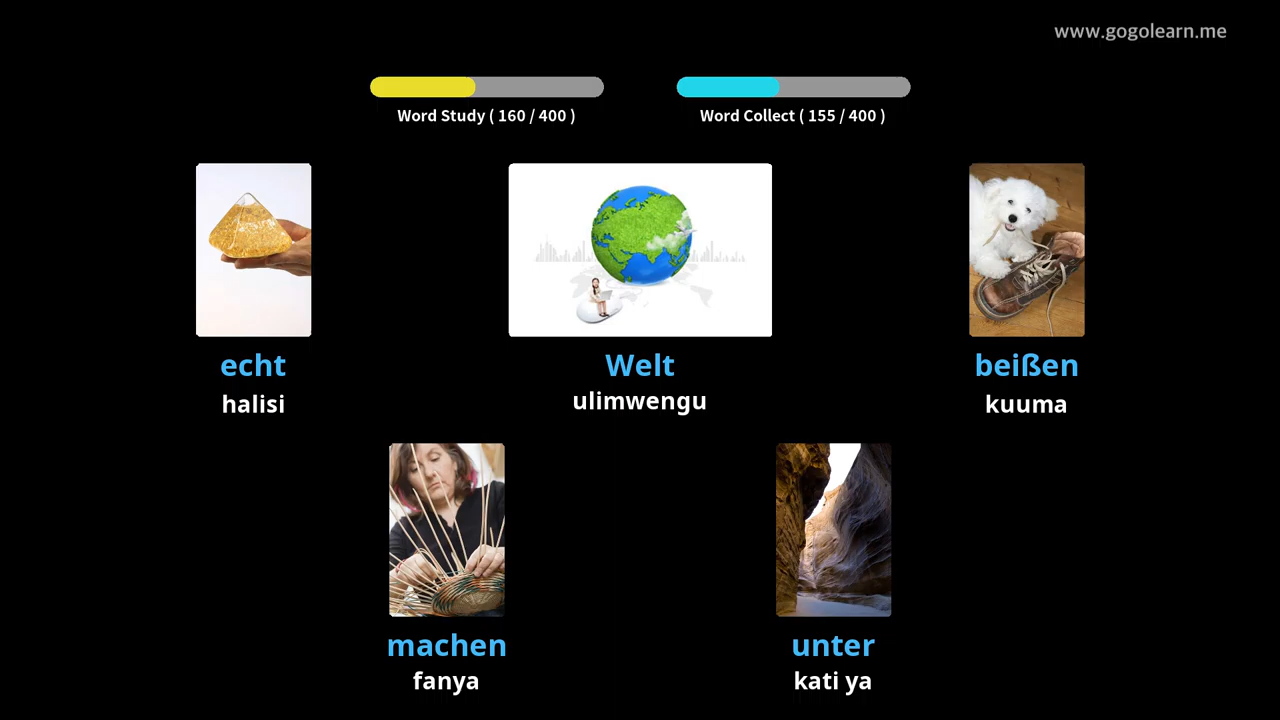 www.gogolearn.me
Word Study ( 160 / 400 )
Word Collect ( 155 / 400 )
echt
halisi
Welt
ulimwengu
beißen
kuuma
machen
fanya
unter
kati ya